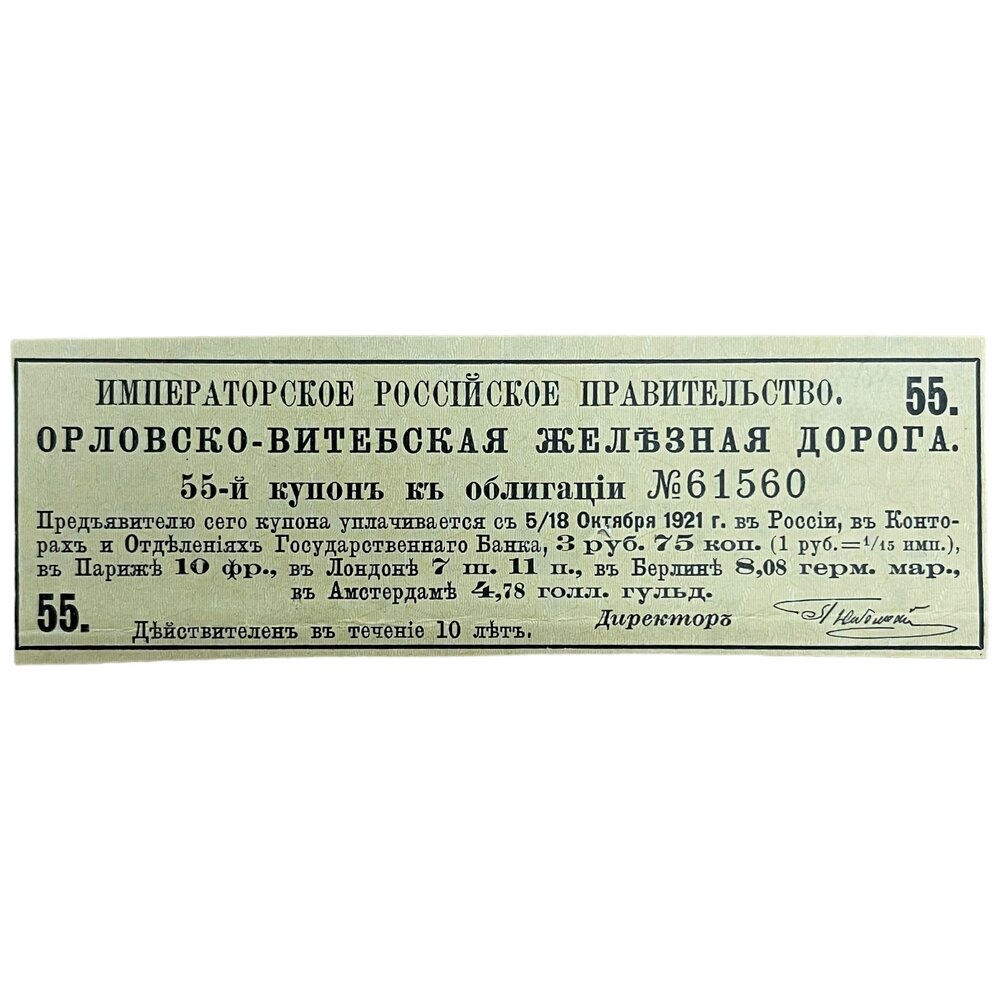 ИМПЕРАТОРСКОЕ РОССІЙСКОЕ ПРАВИТЕЛЬСТВО. 55.
ОРЛОВСКО-ВИТЕБСКАЯ ЖЕЛѢЗНАЯ ДОРОГА.
55-й купонъ къ облигаціи №61560
Предъявителю сего купона уплачивается съ 5/18 Октября 1921 г. въ Россіи, въ Конто-
рахъ и Отдѣленіяхъ Государственнаго Банка, 3 руб. 75 коп. (1 руб.=1/15 имп.),
въ Парижѣ 10 фр., въ Лондонѣ 7 ш. 11 п., въ Берлинѣ 8,08 герм. мар.,
въ Амстердамѣ 4,78 голл. гульд.
55. Дѣйствителенъ въ теченіе 10 лѣтъ. Директоръ